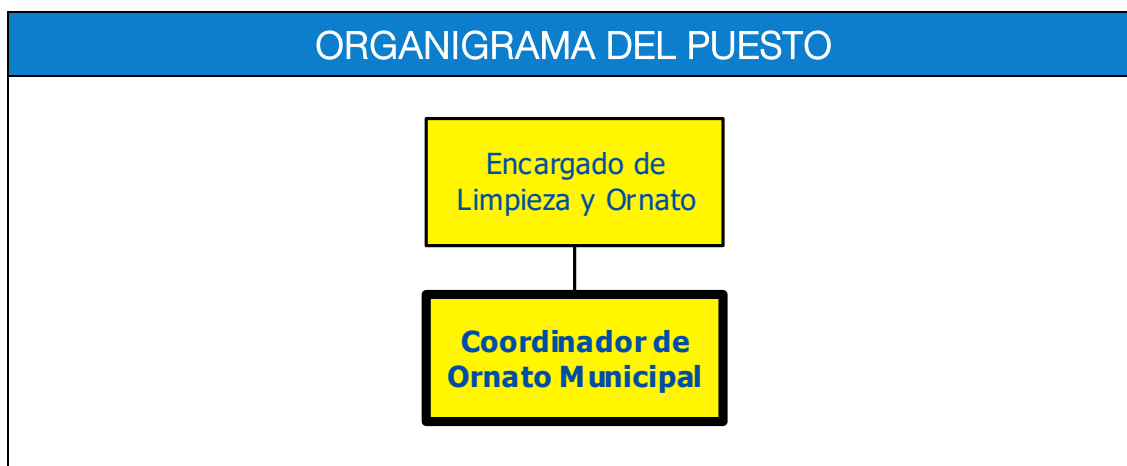 ORGANIGRAMA DEL PUESTO
Encargado de
Limpieza y Ornato
Coordinador de
Ornato Municipal